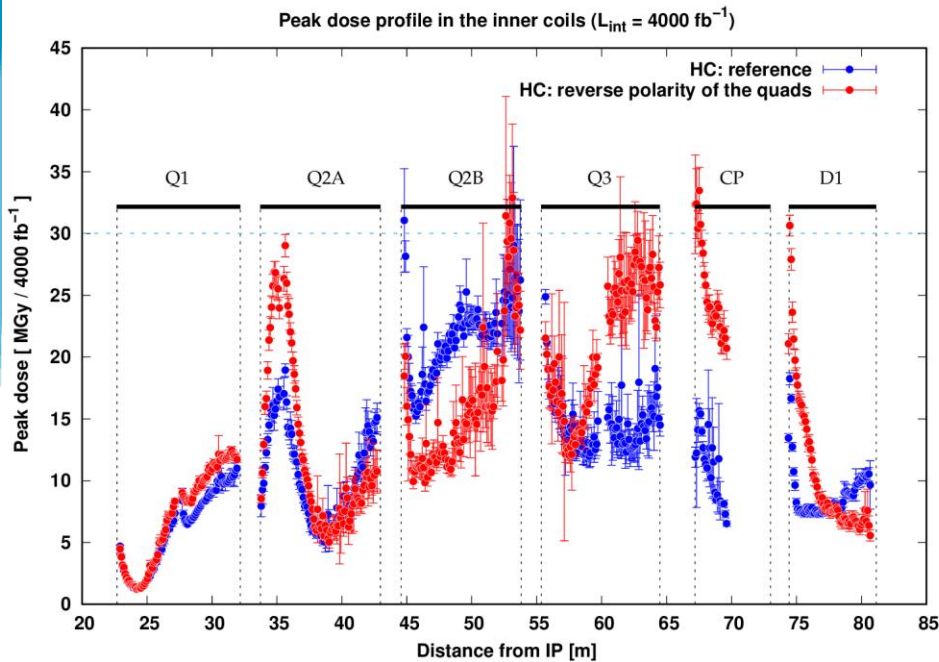 Peak dose profile in the inner coils (L_int = 4000 fb⁻¹)
HC: reference
HC: reverse polarity of the quads
Q1 Q2A Q2B Q3 CP D1
Peak dose [ MGy / 4000 fb⁻¹ ]
45
40
35
30
25
20
15
10
5
0
20 25 30 35 40 45 50 55 60 65 70 75 80 85
Distance from IP [m]